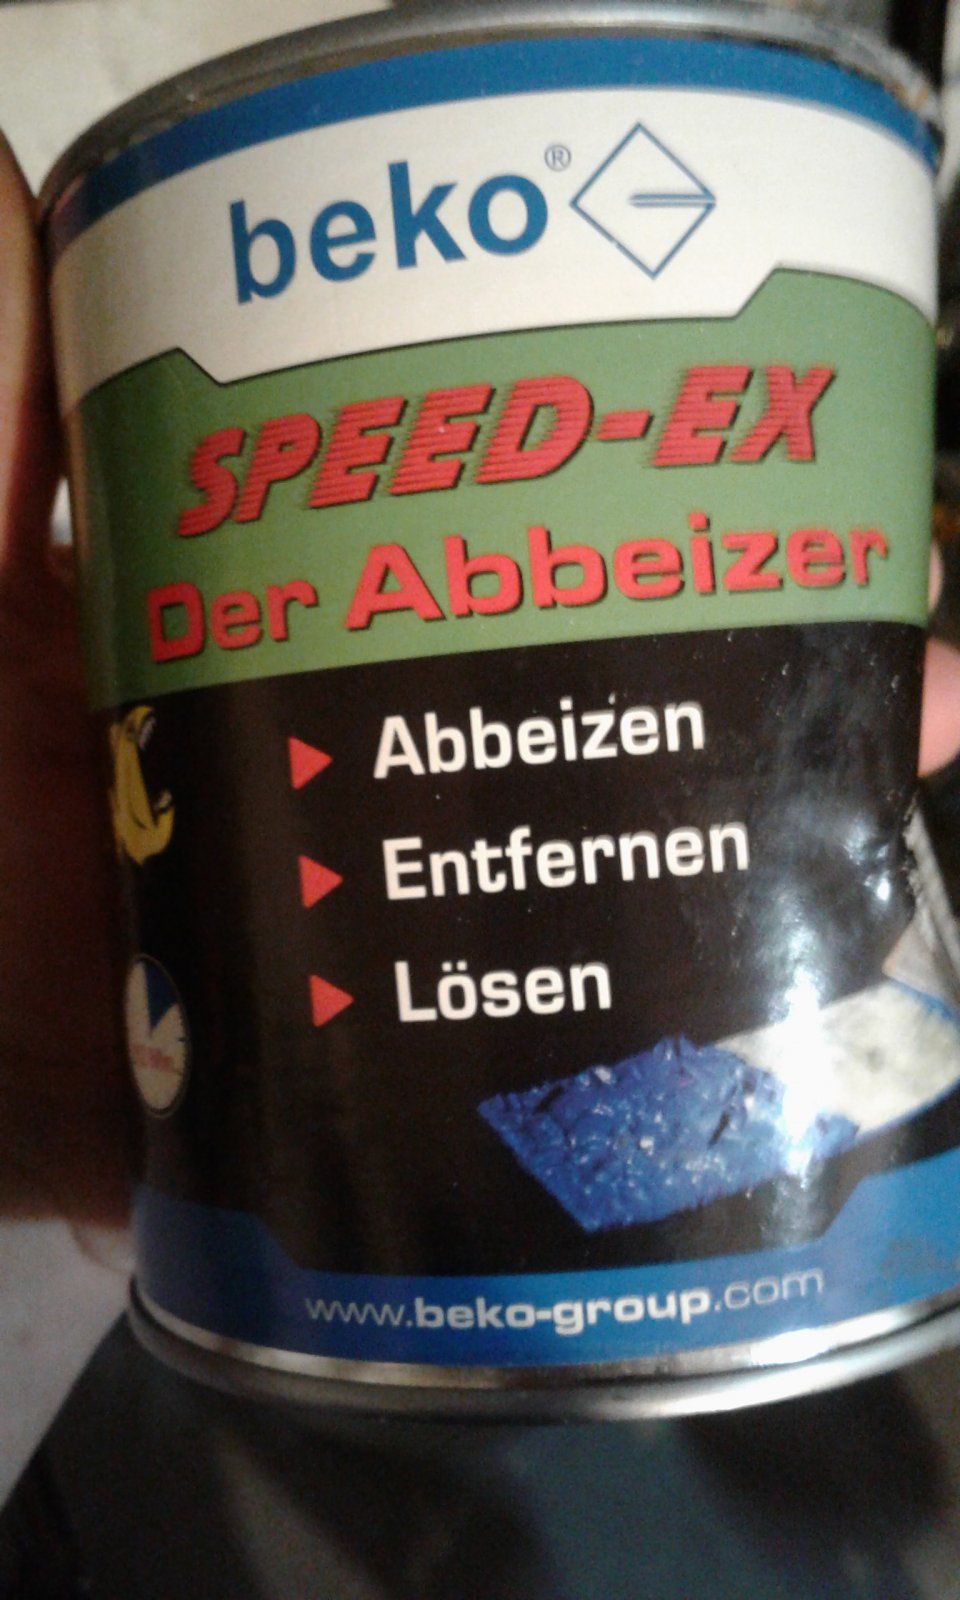 beko®
SPEED-EX
Der Abbeizer
Abbeizen
Entfernen
Lösen
www.beko-group.com